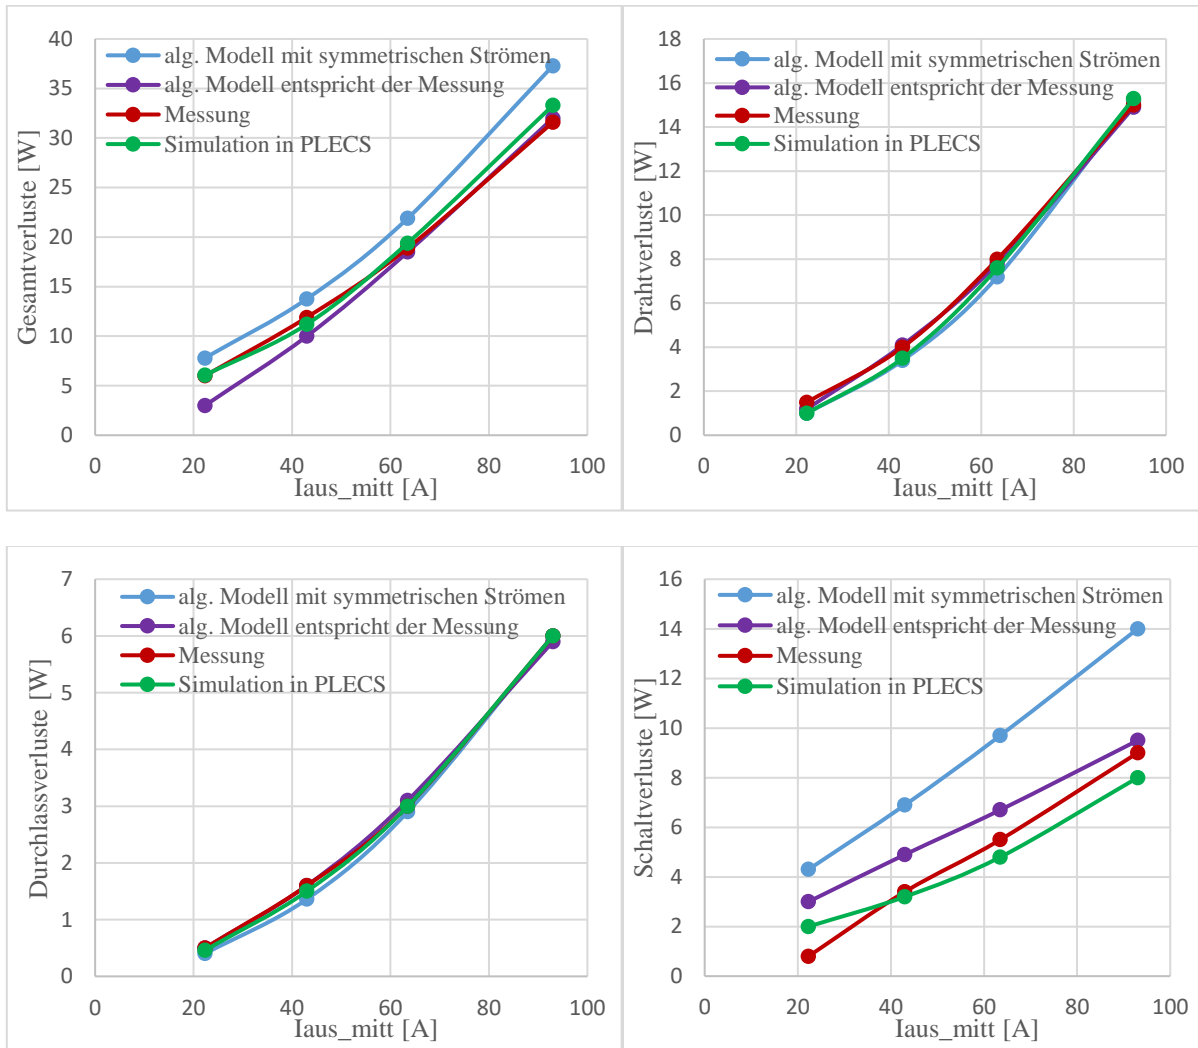 40
35
30
25
20
15
10
5
0
Gesamtverluste [W]
alg. Modell mit symmetrischen Strömen
alg. Modell entspricht der Messung
Messung
Simulation in PLECS
0 20 40 60 80 100
Iaus_mitt [A]
18
16
14
12
10
8
6
4
2
0
Drahtverluste [W]
alg. Modell mit symmetrischen Strömen
alg. Modell entspricht der Messung
Messung
Simulation in PLECS
0 20 40 60 80 100
Iaus_mitt [A]
7
6
5
4
3
2
1
0
Durchlassverluste [W]
alg. Modell mit symmetrischen Strömen
alg. Modell entspricht der Messung
Messung
Simulation in PLECS
0 20 40 60 80 100
Iaus_mitt [A]
16
14
12
10
8
6
4
2
0
Schaltverluste [W]
alg. Modell mit symmetrischen Strömen
alg. Modell entspricht der Messung
Messung
Simulation in PLECS
0 20 40 60 80 100
Iaus_mitt [A]